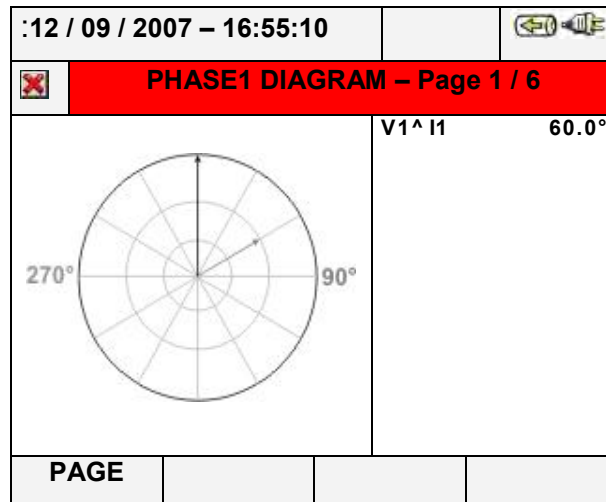 :12 / 09 / 2007 – 16:55:10
PHASE1 DIAGRAM – Page 1 / 6
V1^ I1 60.0°
270°
90°
PAGE